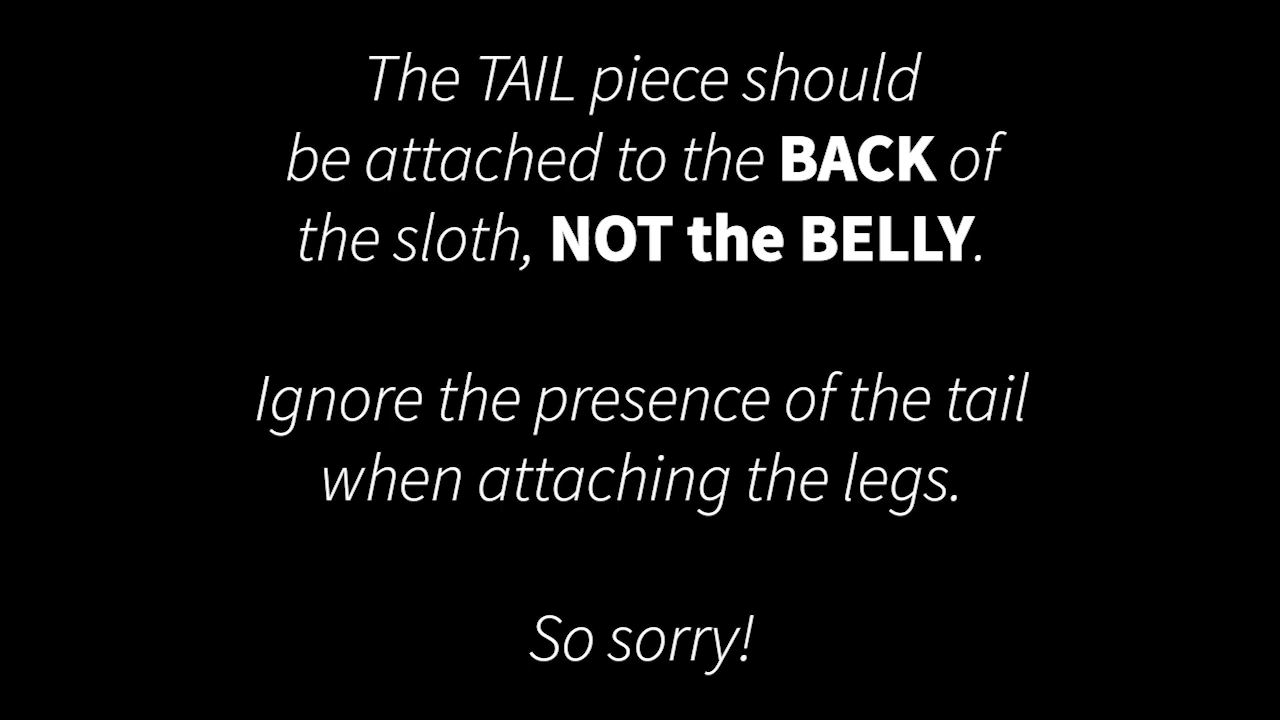 The TAIL piece should
be attached to the BACK of
the sloth, NOT the BELLY.
Ignore the presence of the tail
when attaching the legs.
So sorry!